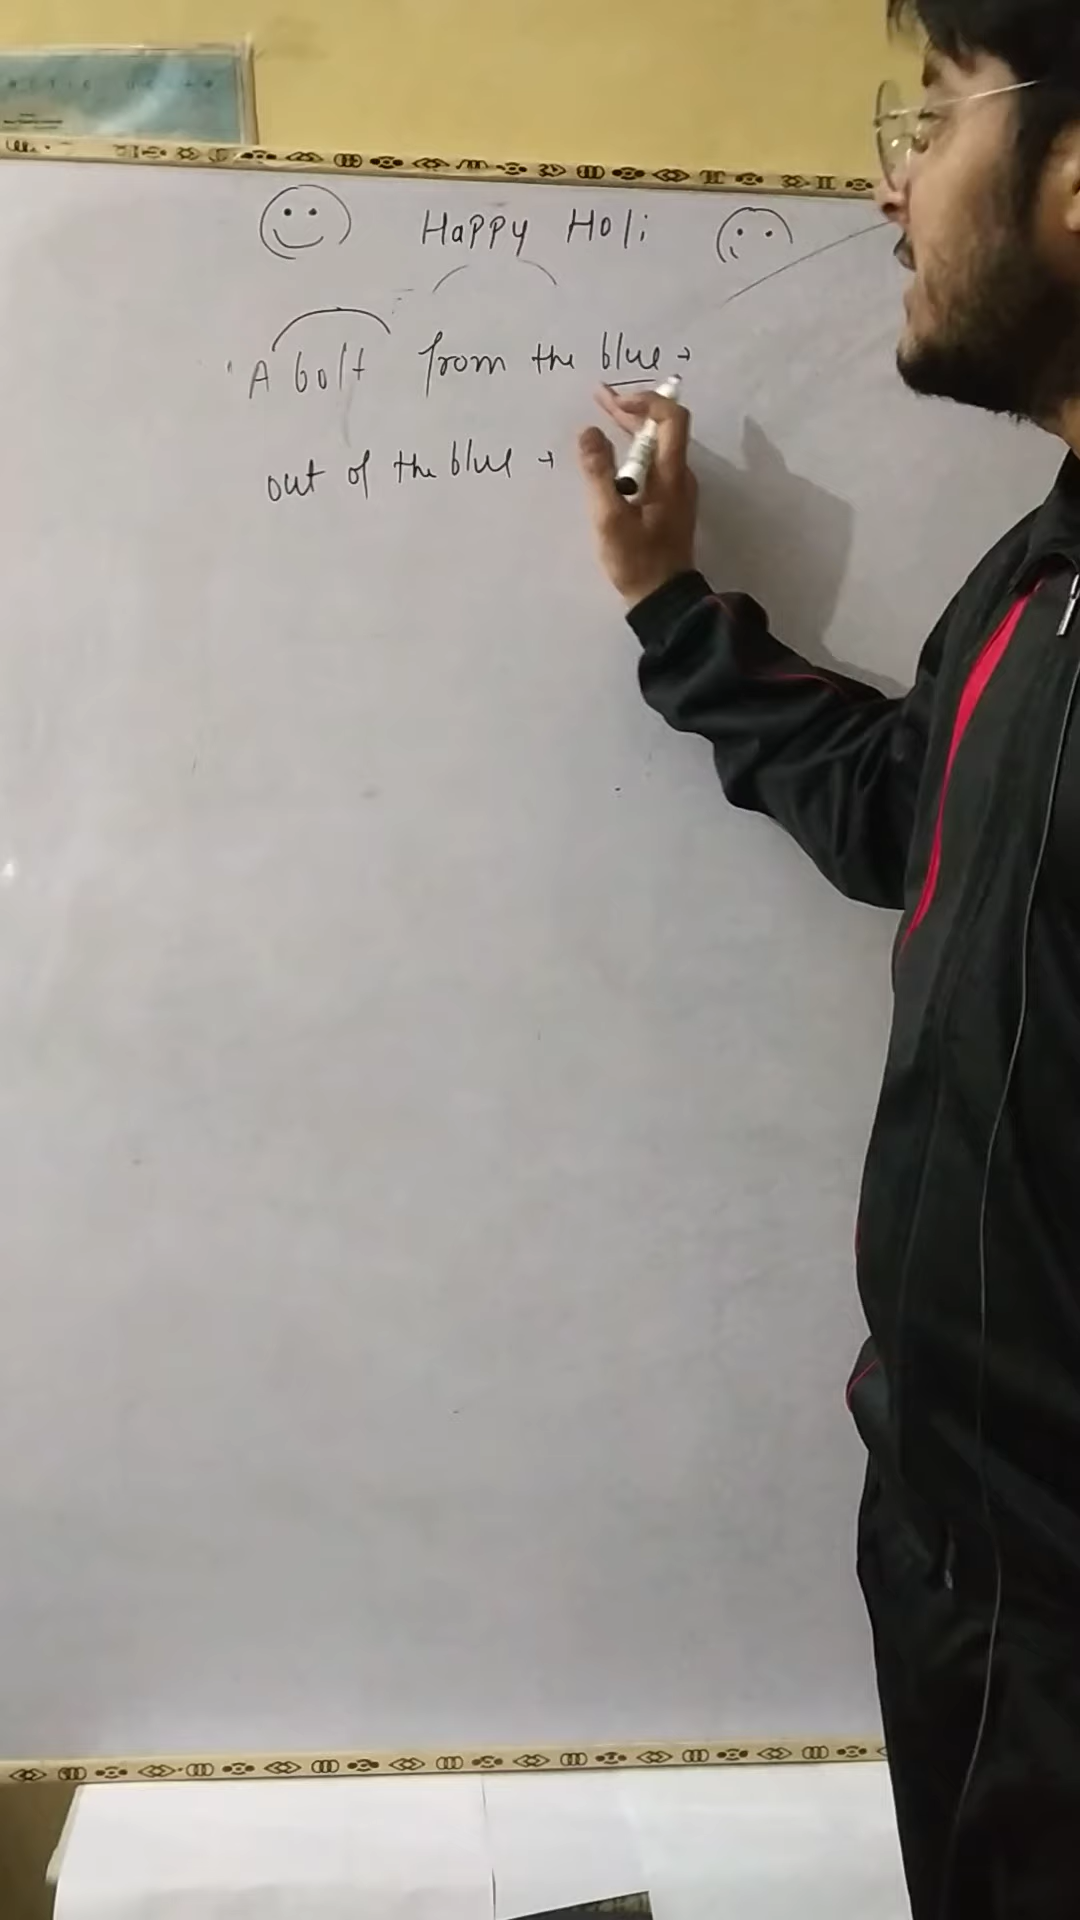 Happy Holi
A bolt from the blue →
out of the blue →